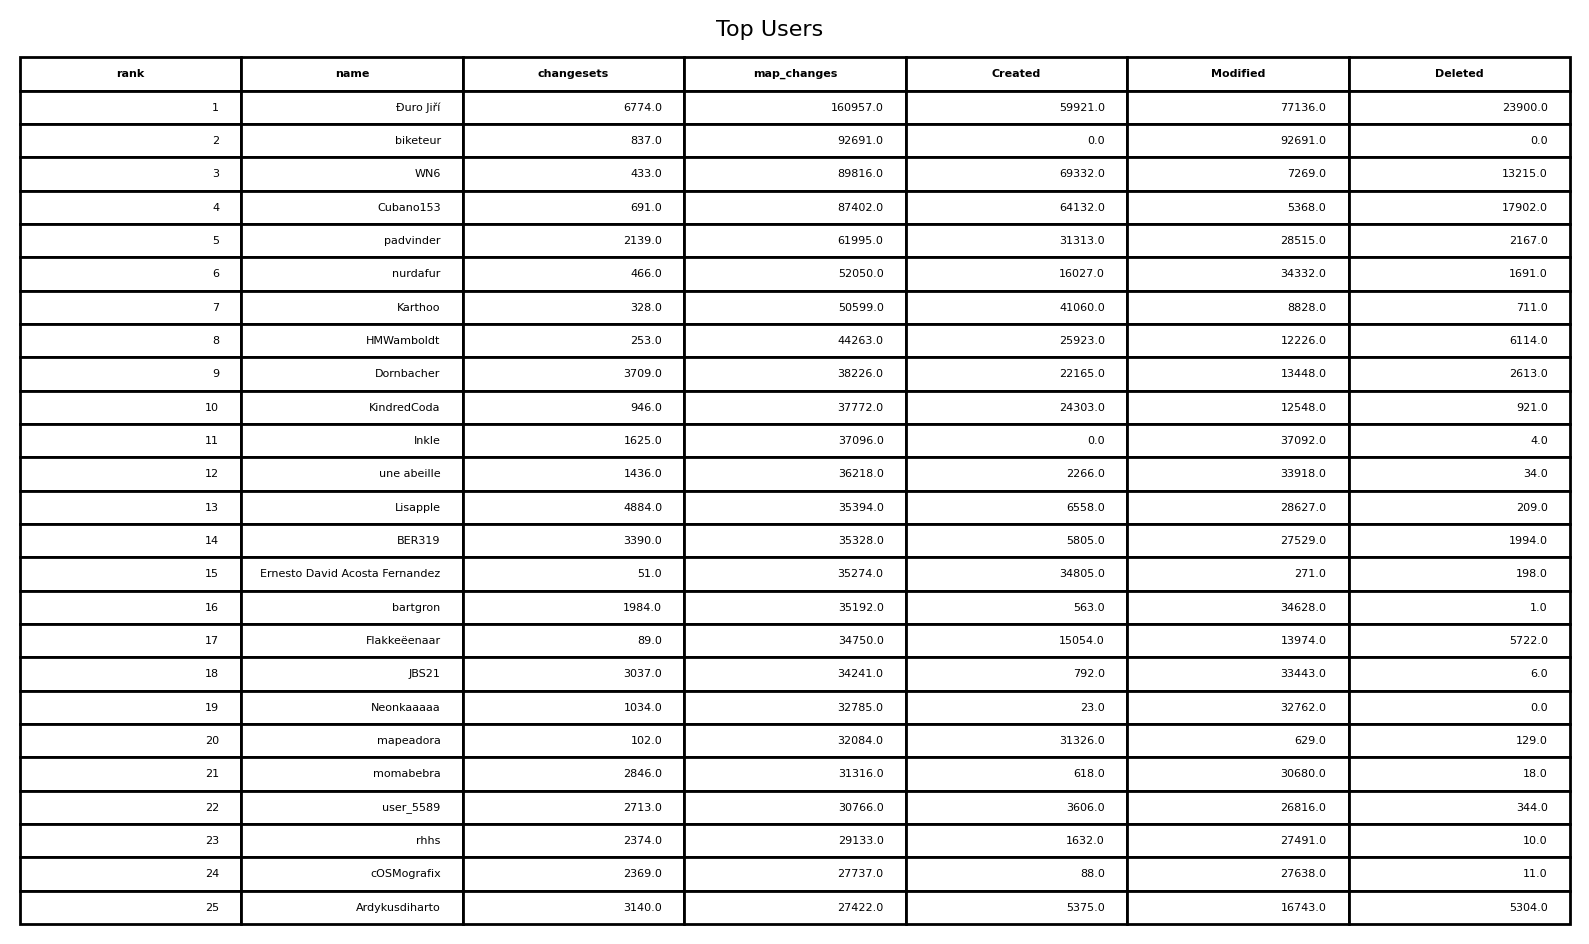 Top Users
rank name changesets map_changes Created Modified Deleted
1 Đuro Jiří 6774.0 160957.0 59921.0 77136.0 23900.0
2 biketeur 837.0 92691.0 0.0 92691.0 0.0
3 WN6 433.0 89816.0 69332.0 7269.0 13215.0
4 Cubano153 691.0 87402.0 64132.0 5368.0 17902.0
5 padvinder 2139.0 61995.0 31313.0 28515.0 2167.0
6 nurdafur 466.0 52050.0 16027.0 34332.0 1691.0
7 Karthoo 328.0 50599.0 41060.0 8828.0 711.0
8 HMWamboldt 253.0 44263.0 25923.0 12226.0 6114.0
9 Dornbacher 3709.0 38226.0 22165.0 13448.0 2613.0
10 KindredCoda 946.0 37772.0 24303.0 12548.0 921.0
11 Inkle 1625.0 37096.0 0.0 37092.0 4.0
12 une abeille 1436.0 36218.0 2266.0 33918.0 34.0
13 Lisapple 4884.0 35394.0 6558.0 28627.0 209.0
14 BER319 3390.0 35328.0 5805.0 27529.0 1994.0
15 Ernesto David Acosta Fernandez 51.0 35274.0 34805.0 271.0 198.0
16 bartgron 1984.0 35192.0 563.0 34628.0 1.0
17 Flakkeëenaar 89.0 34750.0 15054.0 13974.0 5722.0
18 JBS21 3037.0 34241.0 792.0 33443.0 6.0
19 Neonkaaaaa 1034.0 32785.0 23.0 32762.0 0.0
20 mapeadora 102.0 32084.0 31326.0 629.0 129.0
21 momabebra 2846.0 31316.0 618.0 30680.0 18.0
22 user_5589 2713.0 30766.0 3606.0 26816.0 344.0
23 rhhs 2374.0 29133.0 1632.0 27491.0 10.0
24 cOSMografix 2369.0 27737.0 88.0 27638.0 11.0
25 Ardykusdiharto 3140.0 27422.0 5375.0 16743.0 5304.0